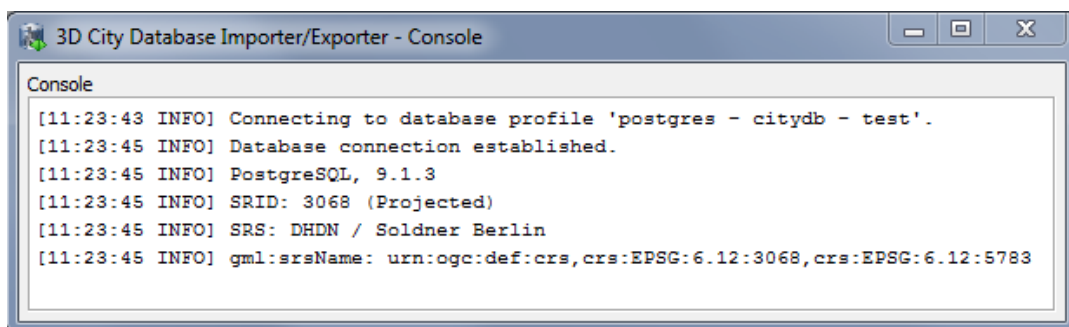 3D City Database Importer/Exporter - Console
Console
[11:23:43 INFO] Connecting to database profile 'postgres - citydb - test'.
[11:23:45 INFO] Database connection established.
[11:23:45 INFO] PostgreSQL, 9.1.3
[11:23:45 INFO] SRID: 3068 (Projected)
[11:23:45 INFO] SRS: DHDN / Soldner Berlin
[11:23:45 INFO] gml:srsName: urn:ogc:def:crs,crs:EPSG:6.12:3068,crs:EPSG:6.12:5783